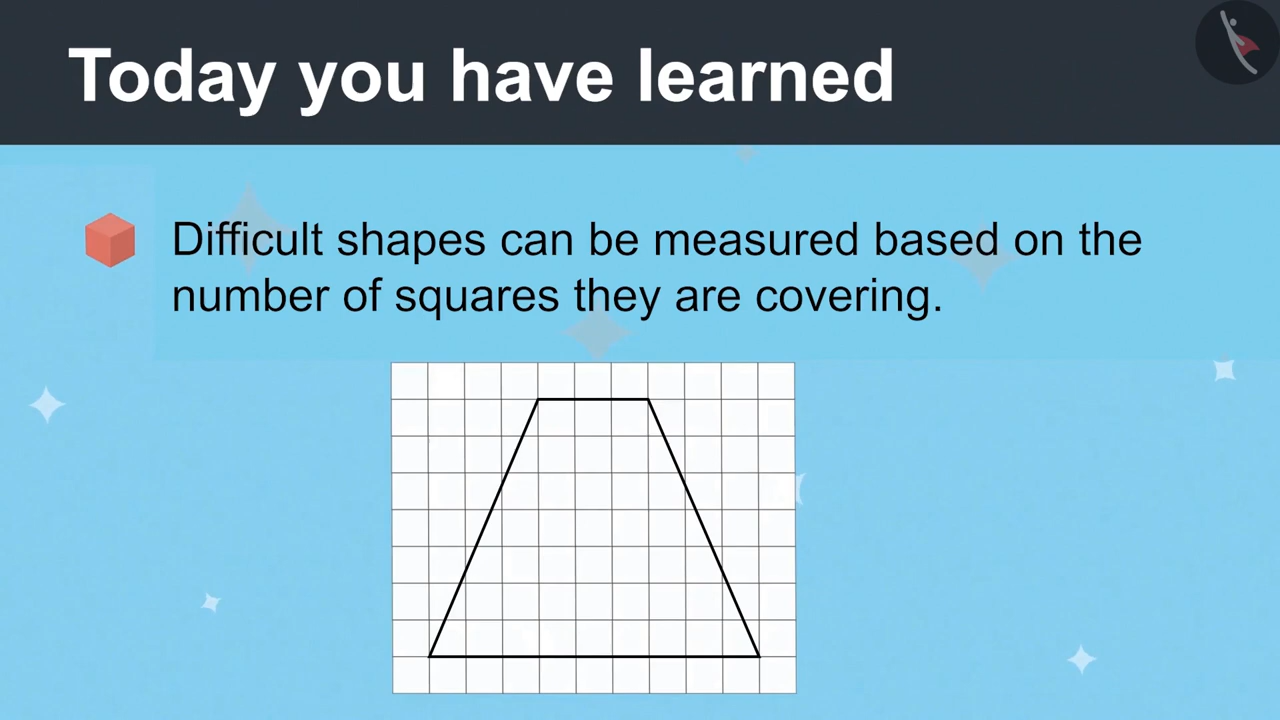 Today you have learned
Difficult shapes can be measured based on the
number of squares they are covering.